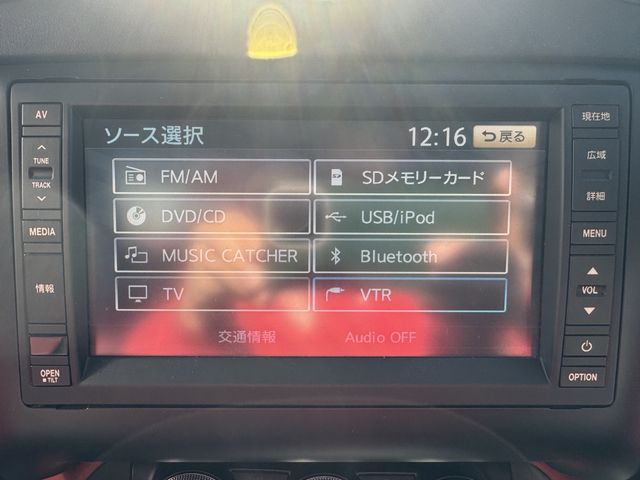 AV
TUNE
TRACK
MEDIA
情報
OPEN
TILT
ソース選択
12:16
戻る
FM/AM
SDメモリーカード
DVD/CD
USB/iPod
MUSIC CATCHER
Bluetooth
TV
VTR
交通情報
Audio OFF
現在地
広域
詳細
MENU
VOL
OPTION